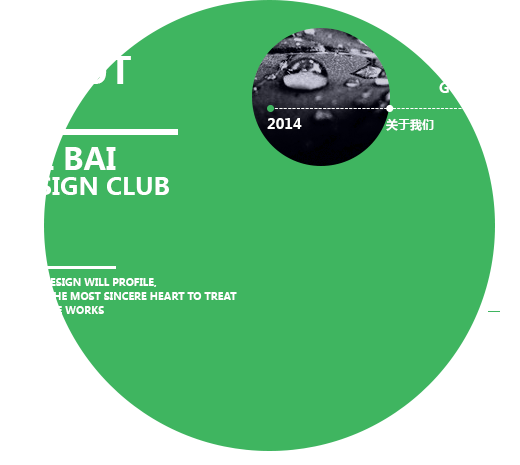 UT
G
2014
关于我们
BAI
SIGN CLUB
ESIGN WILL PROFILE,
HE MOST SINCERE HEART TO TREAT
WORKS